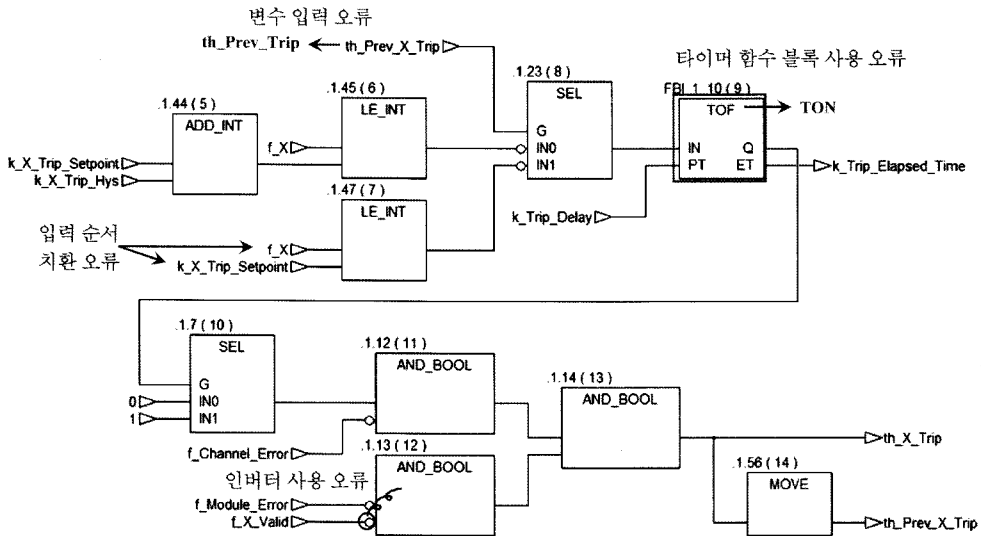 변수 입력 오류
th_Prev_Trip
th_Prev_X_Trip
타이머 함수 블록 사용 오류
.1.23 ( 8 )
FBI_1_10 (9)
.1.45 ( 6 )
SEL
TOF
TON
.1.44 ( 5 )
LE_INT
ADD_INT
G
f_X
IN0
IN
Q
k_X_Trip_Setpoint
IN1
PT
ET
k_Trip_Elapsed_Time
k_X_Trip_Hys
.1.47 ( 7 )
LE_INT
k_Trip_Delay
입력 순서
치환 오류
f_X
k_X_Trip_Setpoint
.1.7 ( 10 )
SEL
.1.12 ( 11 )
AND_BOOL
.1.14 ( 13 )
AND_BOOL
G
0
IN0
1
IN1
f_Channel_Error
.1.13 ( 12 )
th_X_Trip
인버터 사용 오류
AND_BOOL
.1.56 ( 14 )
MOVE
f_Module_Error
f_X_Valid
th_Prev_X_Trip